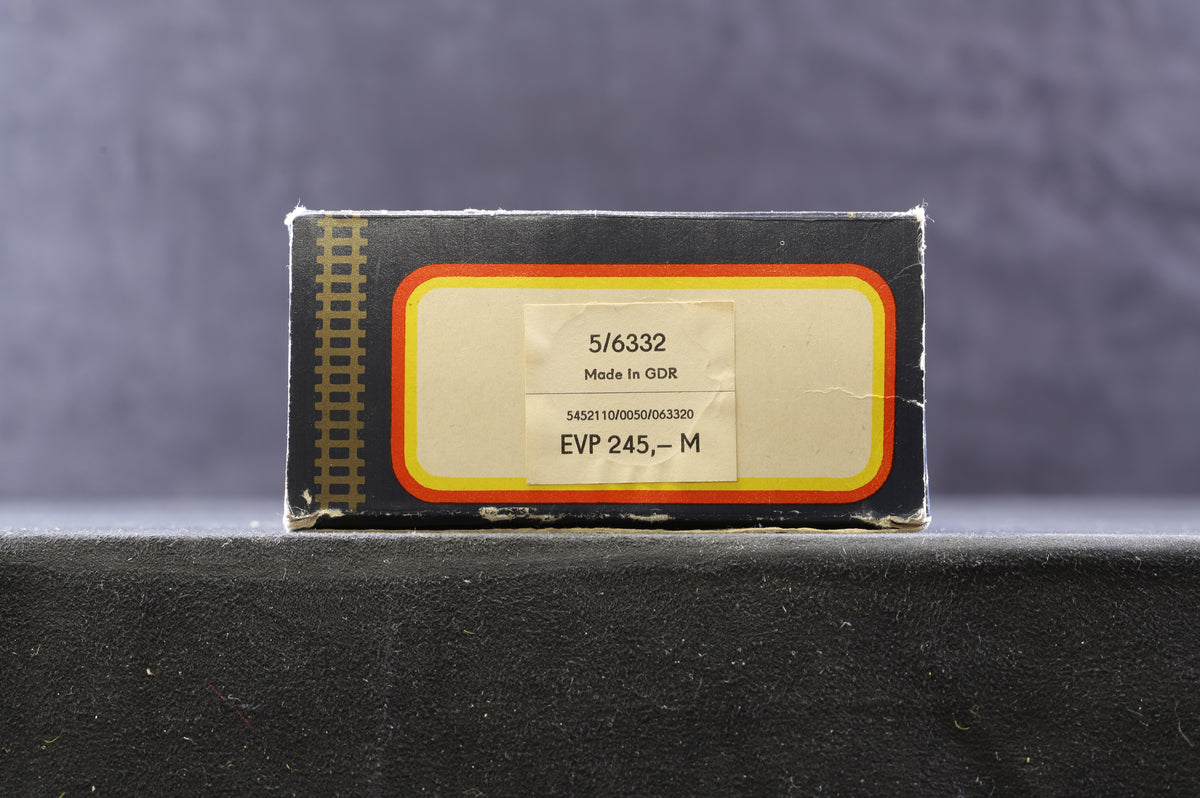 5/6332
Made in GDR
5452110/0050/063320
EVP 245,– M